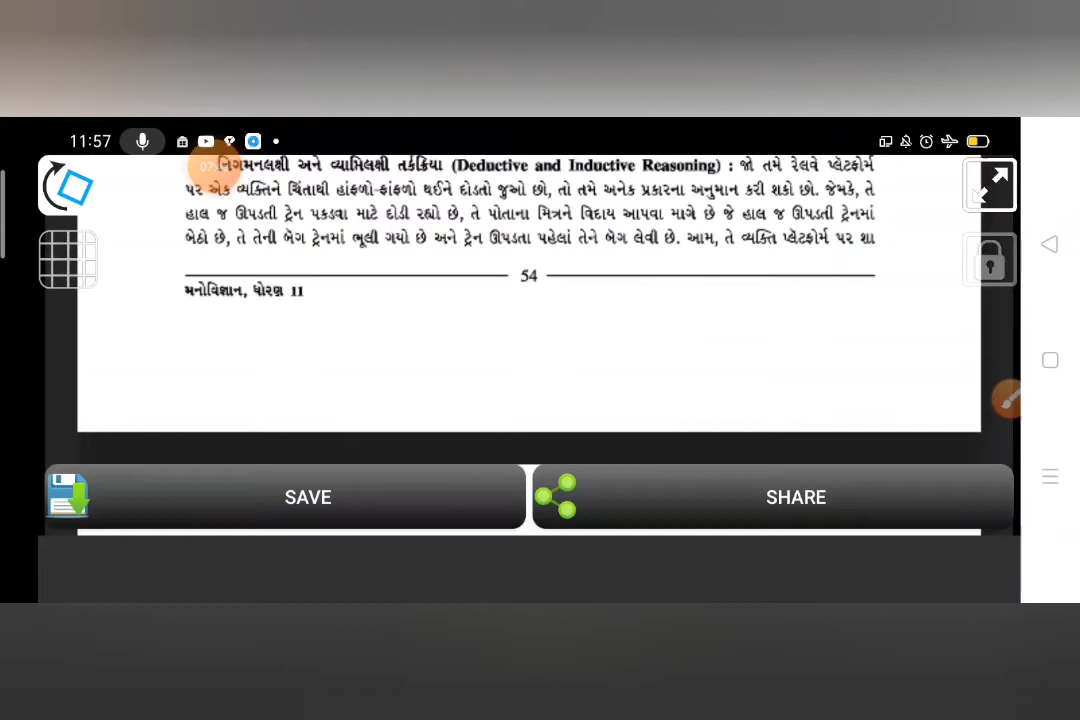 11:57
નિગમનલક્ષી અને વ્યાપ્તિલક્ષી તર્કક્રિયા (Deductive and Inductive Reasoning) : જો તમે રેલવે પ્લૅટફોર્મ
પર એક વ્યક્તિને ચિંતાથી હાંફળો-ફાંફળો થઈને દોડતો જુઓ છો, તો તમે અનેક પ્રકારના અનુમાન કરી શકો છો. જેમકે, તે
હાલ જ ઊપડતી ટ્રેન પકડવા માટે દોડી રહ્યો છે, તે પોતાના મિત્રને વિદાય આપવા માગે છે જે હાલ જ ઊપડતી ટ્રેનમાં
બેઠો છે, તે તેની બૅગ ટ્રેનમાં ભૂલી ગયો છે અને ટ્રેન ઊપડતા પહેલાં તેને બૅગ લેવી છે. આમ, તે વ્યક્તિ પ્લૅટફોર્મ પર શા
54
મનોવિજ્ઞાન, ધોરણ 11
SAVE
SHARE